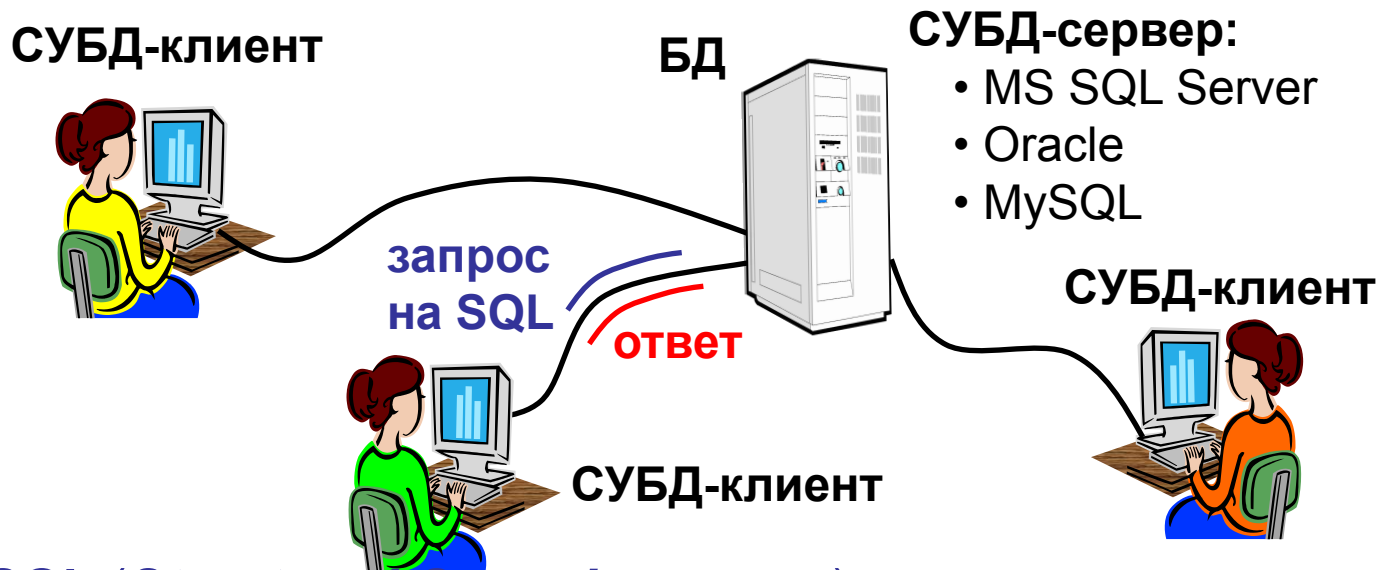 СУБД-клиент
БД
СУБД-сервер:
• MS SQL Server
• Oracle
• MySQL
запрос
на SQL
ответ
СУБД-клиент
СУБД-клиент